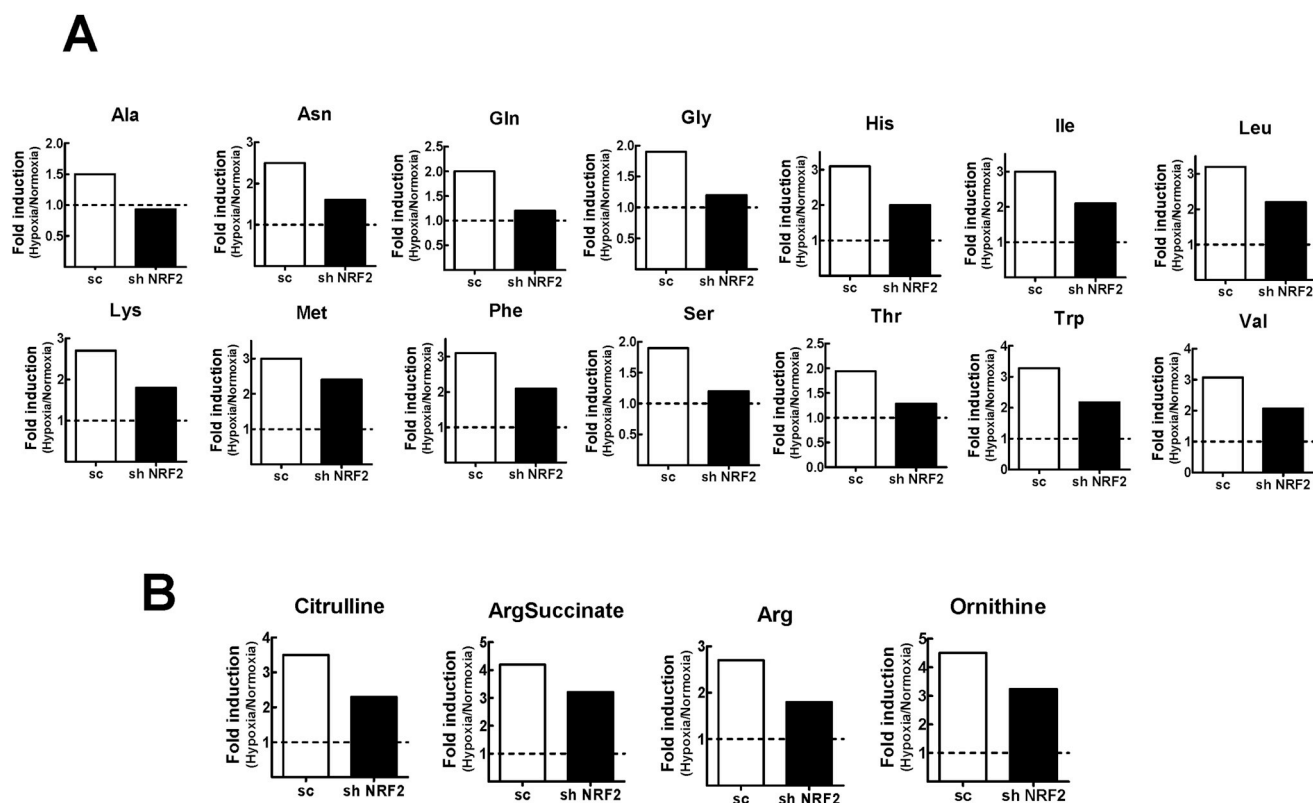 A
Ala
Fold induction
(Hypoxia/Normoxia)
2.0
1.5
1.0
0.5
sc
sh NRF2
Asn
Fold induction
(Hypoxia/Normoxia)
3
2
1
sc
sh NRF2
Gln
Fold induction
(Hypoxia/Normoxia)
2.5
2.0
1.5
1.0
0.5
sc
sh NRF2
Gly
Fold induction
(Hypoxia/Normoxia)
2.0
1.5
1.0
0.5
sc
sh NRF2
His
Fold induction
(Hypoxia/Normoxia)
3
2
1
sc
sh NRF2
Ile
Fold induction
(Hypoxia/Normoxia)
3
2
1
sc
sh NRF2
Leu
Fold induction
(Hypoxia/Normoxia)
3
2
1
sc
sh NRF2
Lys
Fold induction
(Hypoxia/Normoxia)
3
2
1
sc
sh NRF2
Met
Fold induction
(Hypoxia/Normoxia)
3
2
1
sc
sh NRF2
Phe
Fold induction
(Hypoxia/Normoxia)
3
2
1
sc
sh NRF2
Ser
Fold induction
(Hypoxia/Normoxia)
2.0
1.5
1.0
0.5
sc
sh NRF2
Thr
Fold induction
(Hypoxia/Normoxia)
2.5
2.0
1.5
1.0
0.5
0.0
sc
sh NRF2
Trp
Fold induction
(Hypoxia/Normoxia)
4
3
2
1
0
sc
sh NRF2
Val
Fold induction
(Hypoxia/Normoxia)
4
3
2
1
0
sc
sh NRF2
B
Citrulline
Fold induction
(Hypoxia/Normoxia)
4
3
2
1
sc
sh NRF2
ArgSuccinate
Fold induction
(Hypoxia/Normoxia)
5
4
3
2
1
sc
sh NRF2
Arg
Fold induction
(Hypoxia/Normoxia)
3
2
1
sc
sh NRF2
Ornithine
Fold induction
(Hypoxia/Normoxia)
5
4
3
2
1
sc
sh NRF2